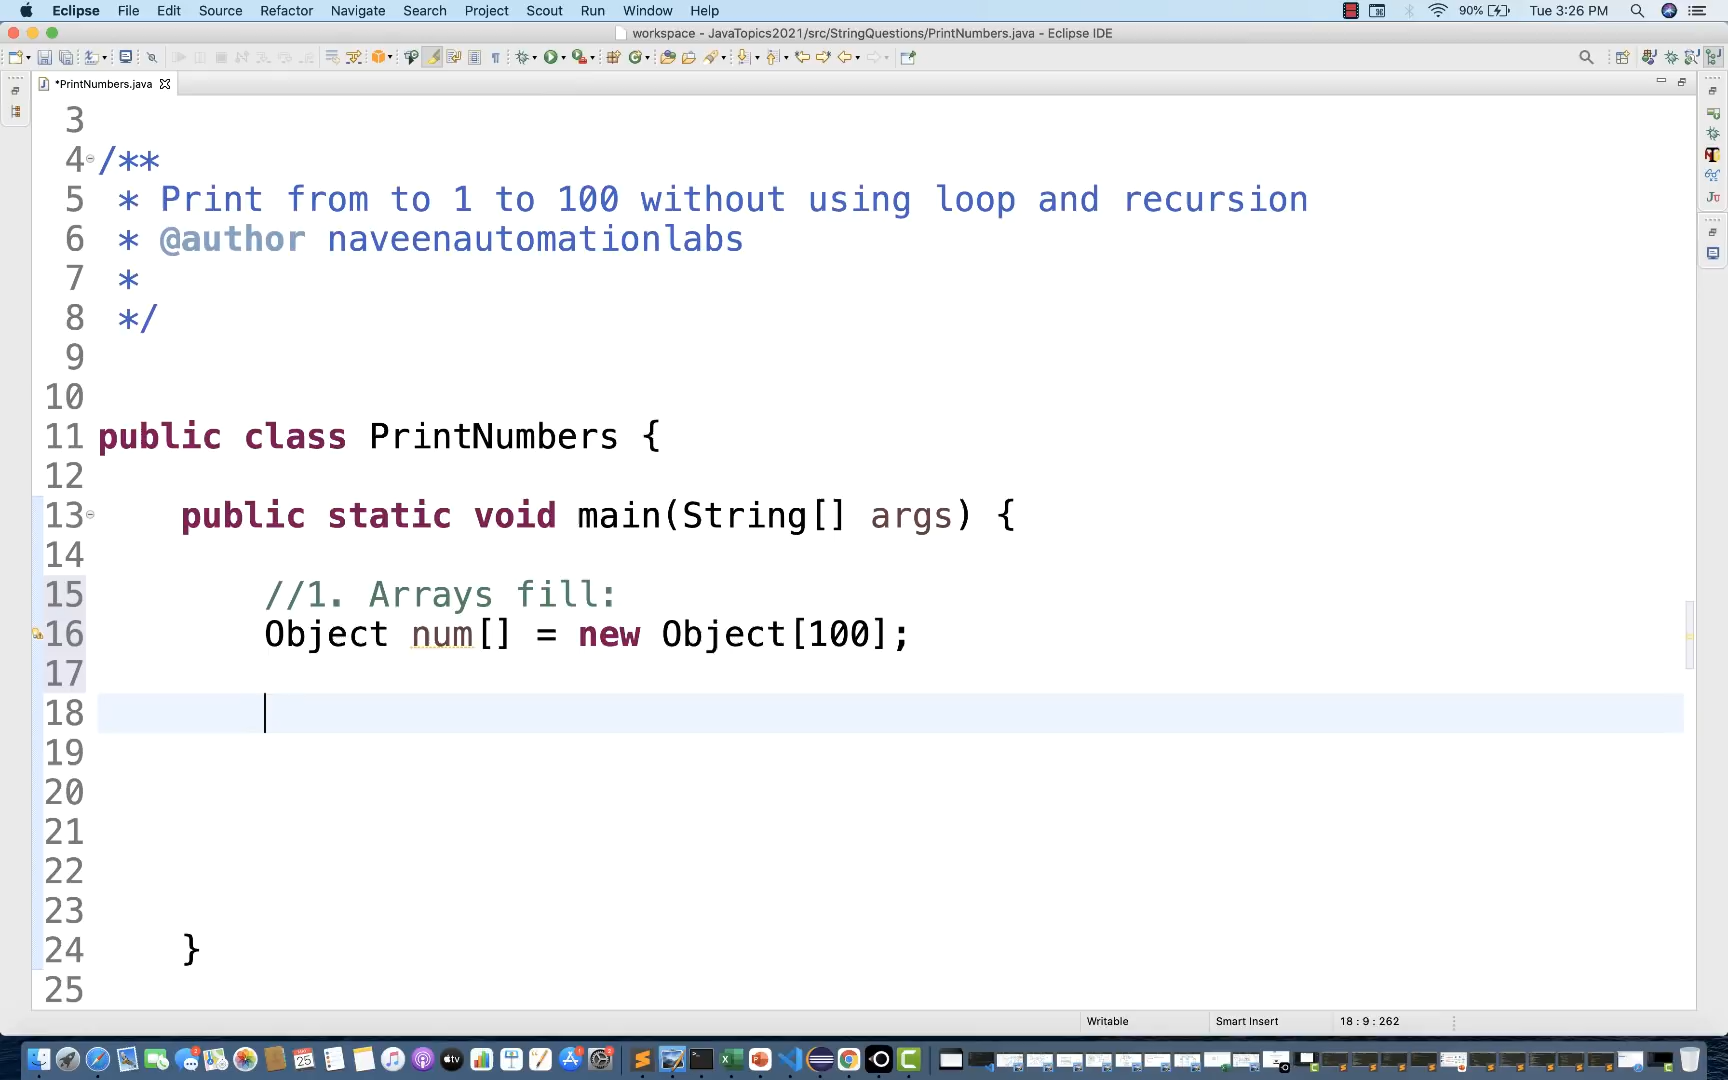 Eclipse File Edit Source Refactor Navigate Search Project Scout Run Window Help 90% Tue 3:26 PM
workspace - JavaTopics2021/src/StringQuestions/PrintNumbers.java - Eclipse IDE
*PrintNumbers.java
3
4 /**
5 * Print from to 1 to 100 without using loop and recursion
6 * @author naveenautomationlabs
7 *
8 */
9
10
11 public class PrintNumbers {
12
13 public static void main(String[] args) {
14
15 //1. Arrays fill:
16 Object num[] = new Object[100];
17
18
19
20
21
22
23
24 }
25
Writable Smart Insert 18 : 9 : 262